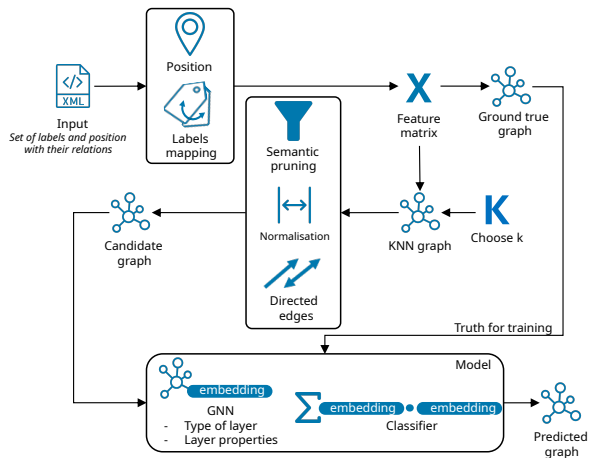 XML
Input
Set of labels and position
with their relations
Position
Labels
mapping
X
Feature
matrix
Ground true
graph
Semantic
pruning
Normalisation
Directed
edges
Candidate
graph
KNN graph
K
Choose k
Truth for training
Model
embedding
GNN
- Type of layer
- Layer properties
∑ embedding • embedding
Classifier
Predicted
graph